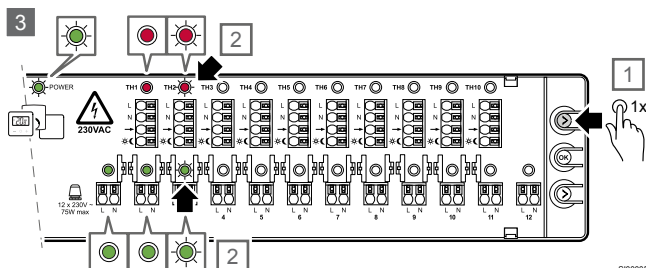 3
2
1
1x
POWER
TH1 TH2 TH3 TH4 TH5 TH6 TH7 TH8 TH9 TH10
230VAC
L L L L L L L L L L
N N N N N N N N N N
OK
12 x 230V ~
75W max
L N L N L N L N L N L N L N L N L N L N L N
4 5 6 7 8 9 10 11 12
2